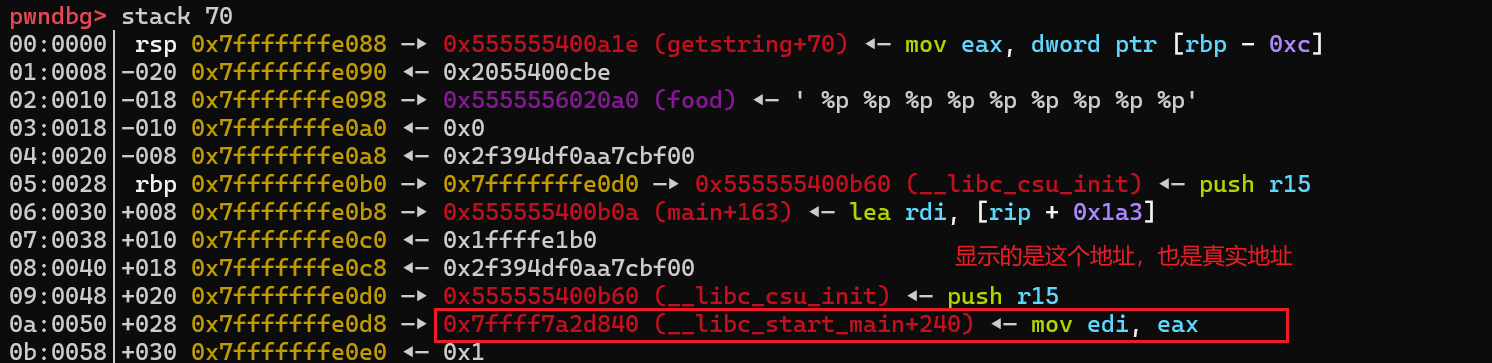 pwndbg> stack 70
00:0000│ rsp 0x7fffffffe088 —▸ 0x555555400a1e (getstring+70) ◂— mov eax, dword ptr [rbp - 0xc]
01:0008│-020 0x7fffffffe090 ◂— 0x2055400cbe
02:0010│-018 0x7fffffffe098 —▸ 0x5555556020a0 (food) ◂— ' %p %p %p %p %p %p %p %p %p'
03:0018│-010 0x7fffffffe0a0 ◂— 0x0
04:0020│-008 0x7fffffffe0a8 ◂— 0x2f394df0aa7cbf00
05:0028│ rbp 0x7fffffffe0b0 —▸ 0x7fffffffe0d0 —▸ 0x555555400b60 (__libc_csu_init) ◂— push r15
06:0030│+008 0x7fffffffe0b8 —▸ 0x555555400b0a (main+163) ◂— lea rdi, [rip + 0x1a3]
07:0038│+010 0x7fffffffe0c0 ◂— 0x1ffffe1b0
显示的是这个地址，也是真实地址
08:0040│+018 0x7fffffffe0c8 ◂— 0x2f394df0aa7cbf00
09:0048│+020 0x7fffffffe0d0 —▸ 0x555555400b60 (__libc_csu_init) ◂— push r15
0a:0050│+028 0x7fffffffe0d8 —▸ 0x7ffff7a2d840 (__libc_start_main+240) ◂— mov edi, eax
0b:0058│+030 0x7fffffffe0e0 ◂— 0x1